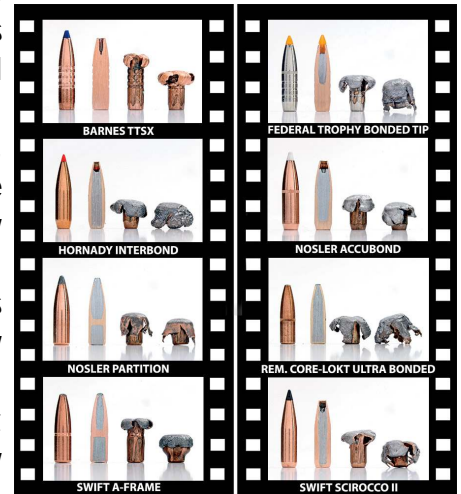 BARNES TTSX
FEDERAL TROPHY BONDED TIP
HORNADY INTERBOND
NOSLER ACCUBOND
NOSLER PARTITION
REM. CORE-LOKT ULTRA BONDED
SWIFT A-FRAME
SWIFT SCIROCCO II